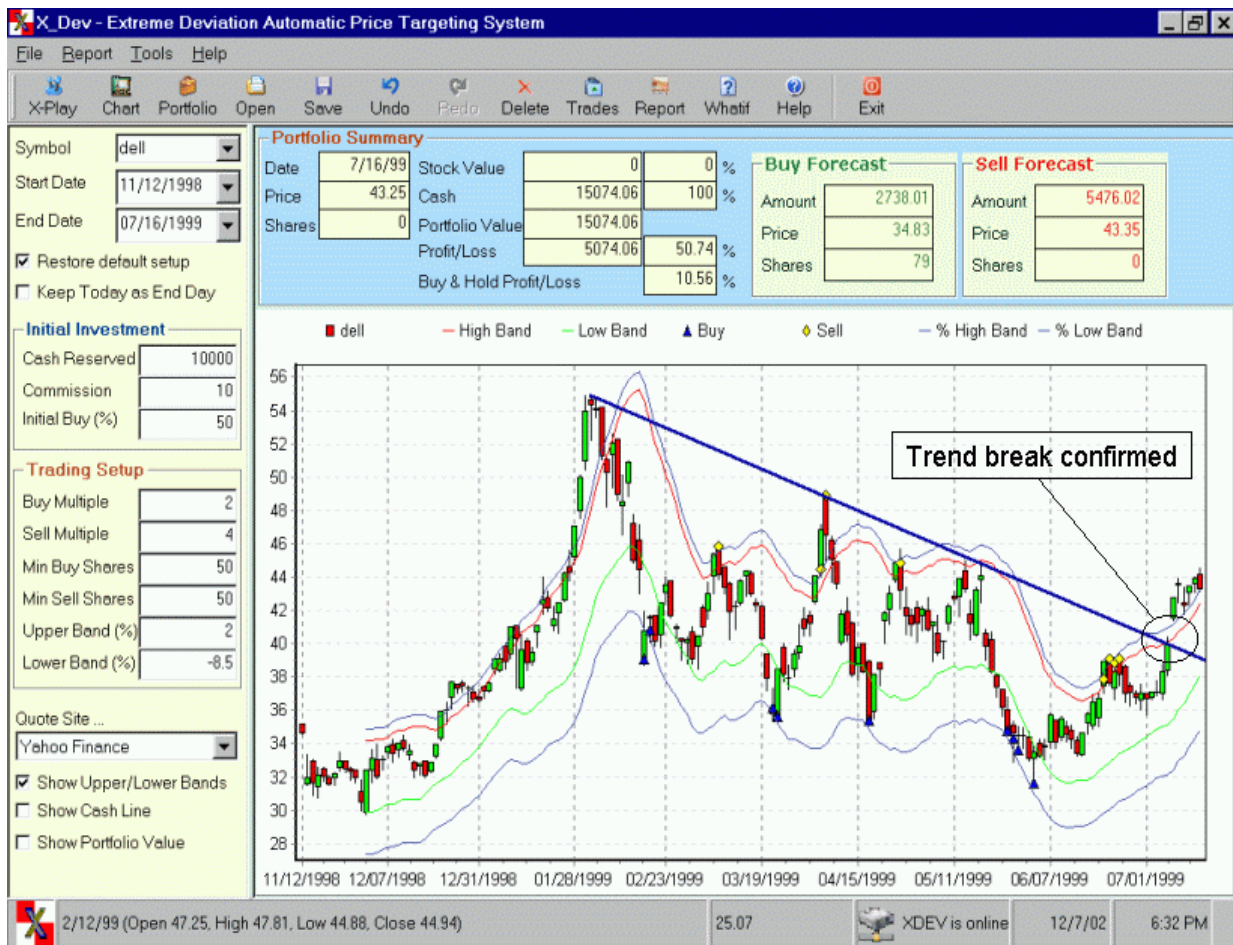 X_Dev - Extreme Deviation Automatic Price Targeting System
File Report Tools Help
X-Play Chart Portfolio Open Save Undo Redo Delete Trades Report Whatif Help Exit
Symbol dell
Start Date 11/12/1998
End Date 07/16/1999
Restore default setup
Keep Today as End Day
Initial Investment
Cash Reserved 10000
Commission 10
Initial Buy (%) 50
Trading Setup
Buy Multiple 2
Sell Multiple 4
Min Buy Shares 50
Min Sell Shares 50
Upper Band (%) 2
Lower Band (%) -8.5
Quote Site ...
Yahoo Finance
Show Upper/Lower Bands
Show Cash Line
Show Portfolio Value
Portfolio Summary
Date 7/16/99 Stock Value 0 0 %
Price 43.25 Cash 15074.06 100 %
Shares 0 Portfolio Value 15074.06
Profit/Loss 5074.06 50.74 %
Buy & Hold Profit/Loss 10.56 %
Buy Forecast
Amount 2738.01
Price 34.83
Shares 79
Sell Forecast
Amount 5476.02
Price 43.35
Shares 0
dell High Band Low Band Buy Sell % High Band % Low Band
56
54
52
50
48
46
44
42
40
38
36
34
32
30
28
Trend break confirmed
11/12/1998 12/07/1998 12/31/1998 01/28/1999 02/23/1999 03/19/1999 04/15/1999 05/11/1999 06/07/1999 07/01/1999
2/12/99 (Open 47.25, High 47.81, Low 44.88, Close 44.94) 25.07 XDEV is online 12/7/02 6:32 PM